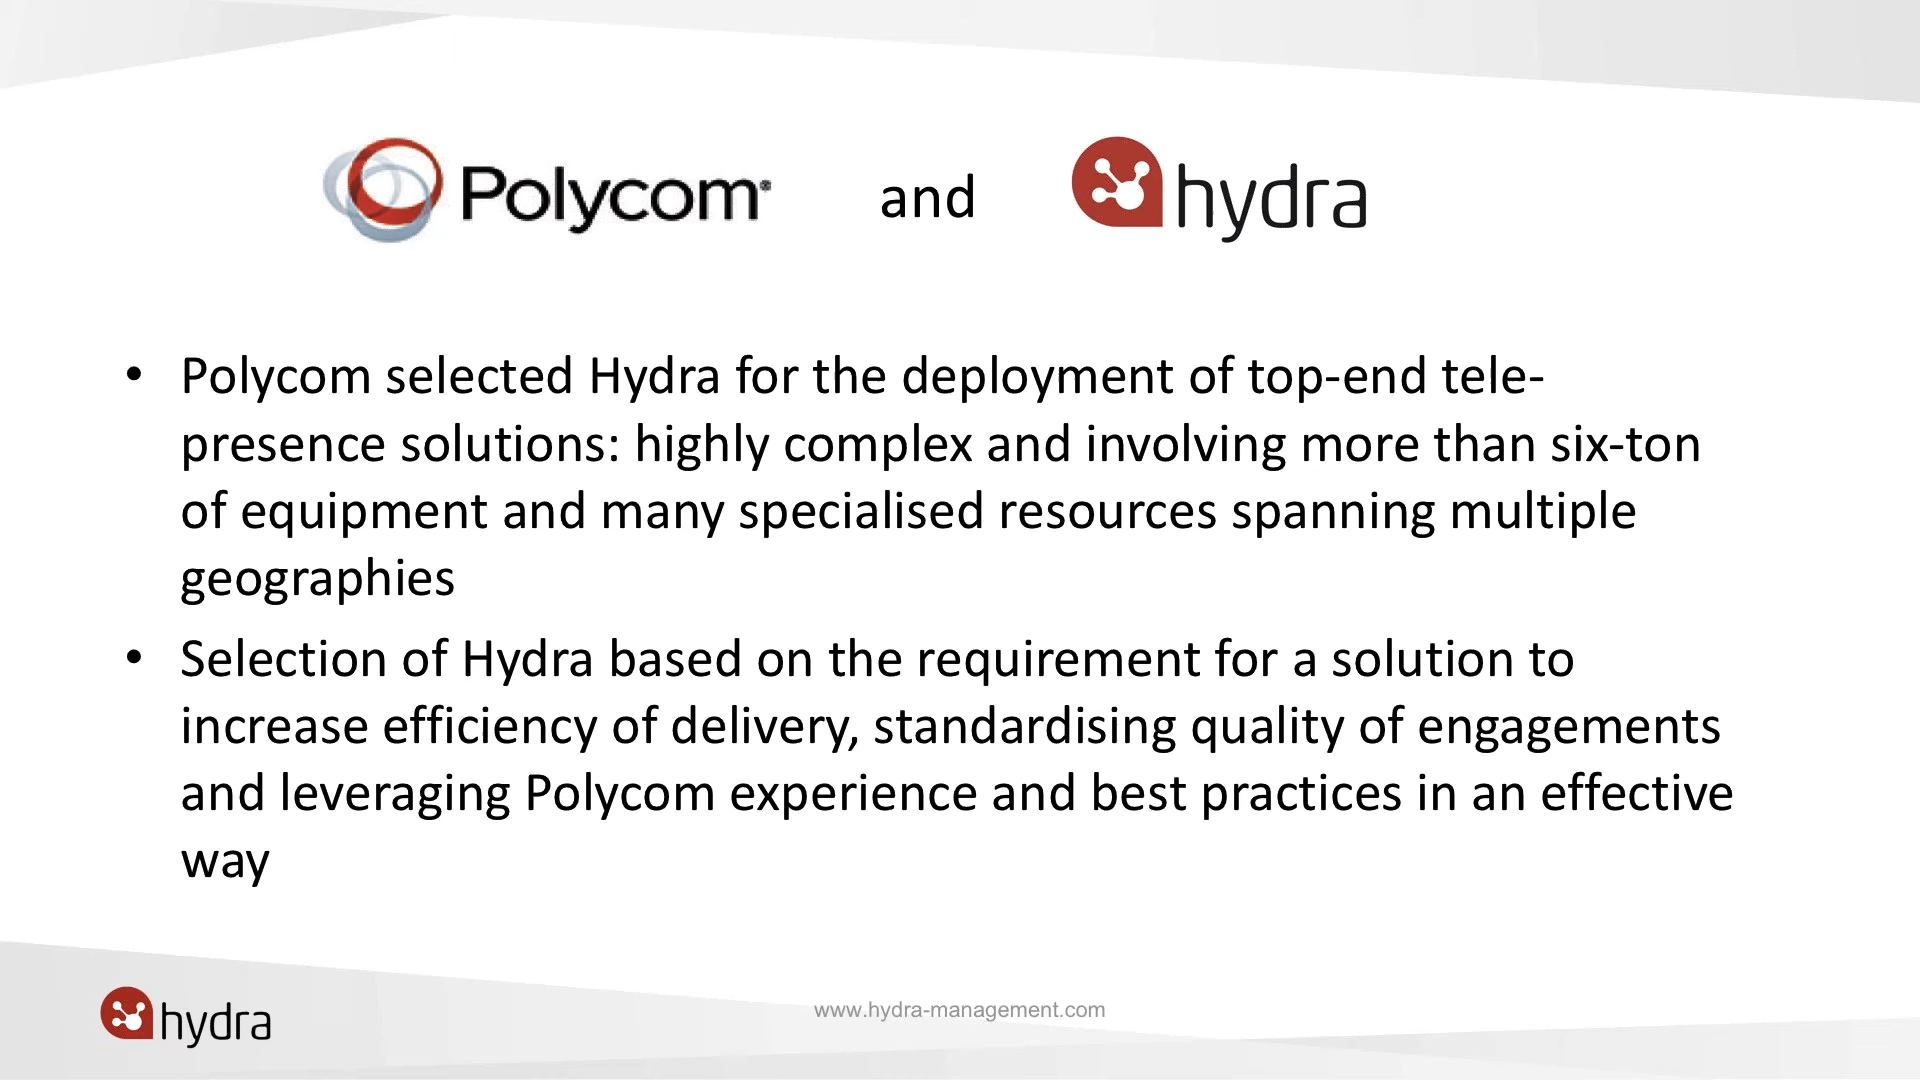 Polycom® and hydra
• Polycom selected Hydra for the deployment of top-end tele-
presence solutions: highly complex and involving more than six-ton
of equipment and many specialised resources spanning multiple
geographies
• Selection of Hydra based on the requirement for a solution to
increase efficiency of delivery, standardising quality of engagements
and leveraging Polycom experience and best practices in an effective
way
hydra
www.hydra-management.com